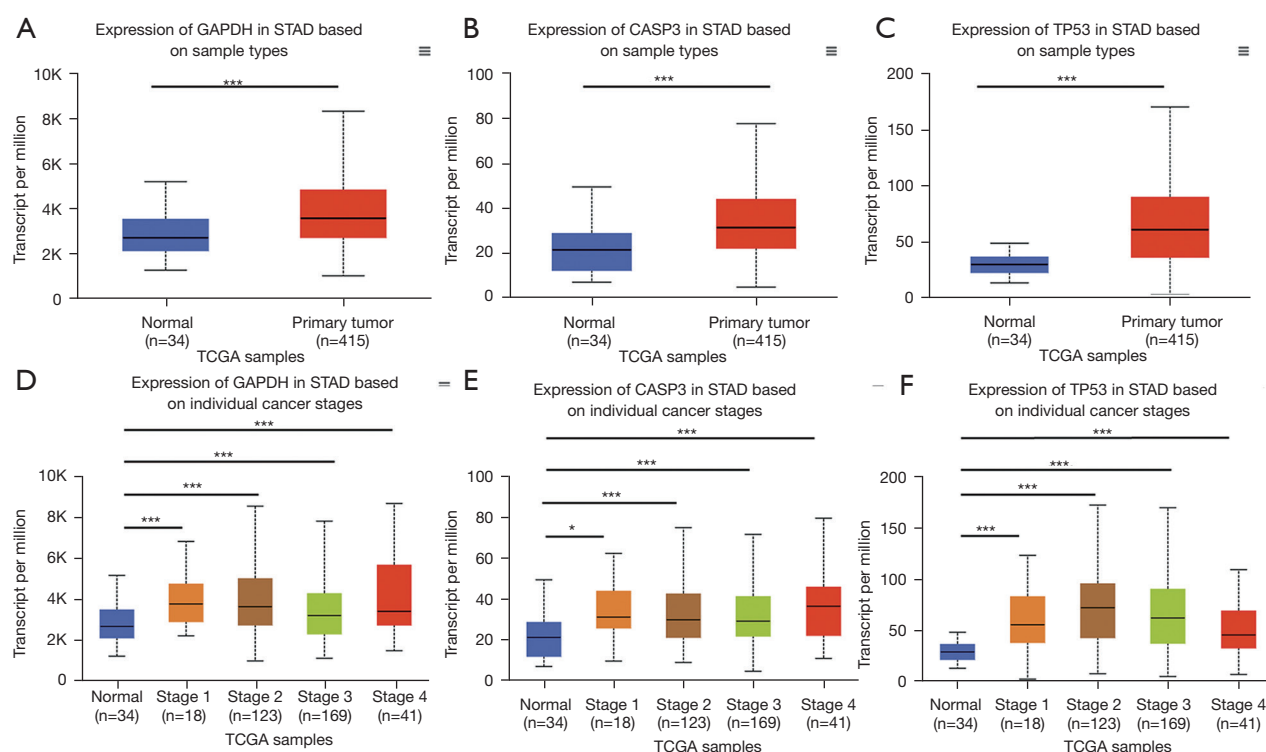 A
Expression of GAPDH in STAD based
on sample types
***
10K
8K
6K
4K
2K
0
Transcript per million
Normal
(n=34)
Primary tumor
(n=415)
TCGA samples
B
Expression of CASP3 in STAD based
on sample types
***
100
80
60
40
20
0
Transcript per million
Normal
(n=34)
Primary tumor
(n=415)
TCGA samples
C
Expression of TP53 in STAD based
on sample types
***
200
150
100
50
0
Transcript per million
Normal
(n=34)
Primary tumor
(n=415)
TCGA samples
D
Expression of GAPDH in STAD based
on individual cancer stages
***
***
***
***
10K
8K
6K
4K
2K
0
Transcript per million
Normal Stage 1 Stage 2 Stage 3 Stage 4
(n=34) (n=18) (n=123) (n=169) (n=41)
TCGA samples
E
Expression of CASP3 in STAD based
on individual cancer stages
***
***
***
*
100
80
60
40
20
0
Transcript per million
Normal Stage 1 Stage 2 Stage 3 Stage 4
(n=34) (n=18) (n=123) (n=169) (n=41)
TCGA samples
F
Expression of TP53 in STAD based
on individual cancer stages
***
***
***
***
200
150
100
50
0
Transcript per million
Normal Stage 1 Stage 2 Stage 3 Stage 4
(n=34) (n=18) (n=123) (n=169) (n=41)
TCGA samples